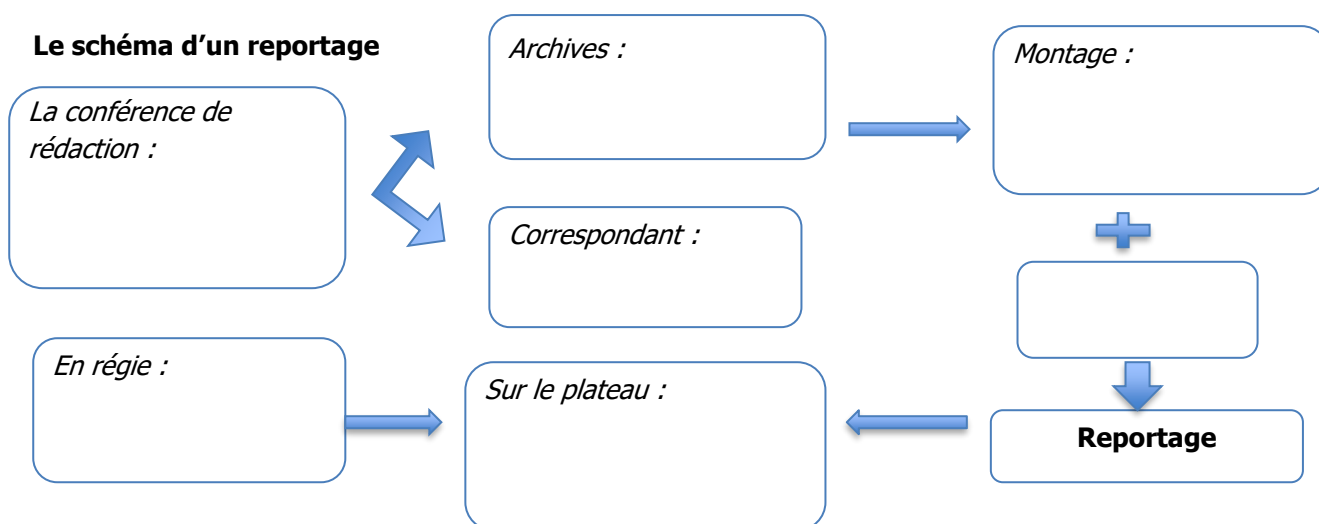 Le schéma d’un reportage
La conférence de
rédaction :
Archives :
Montage :
Correspondant :
En régie :
Sur le plateau :
Reportage